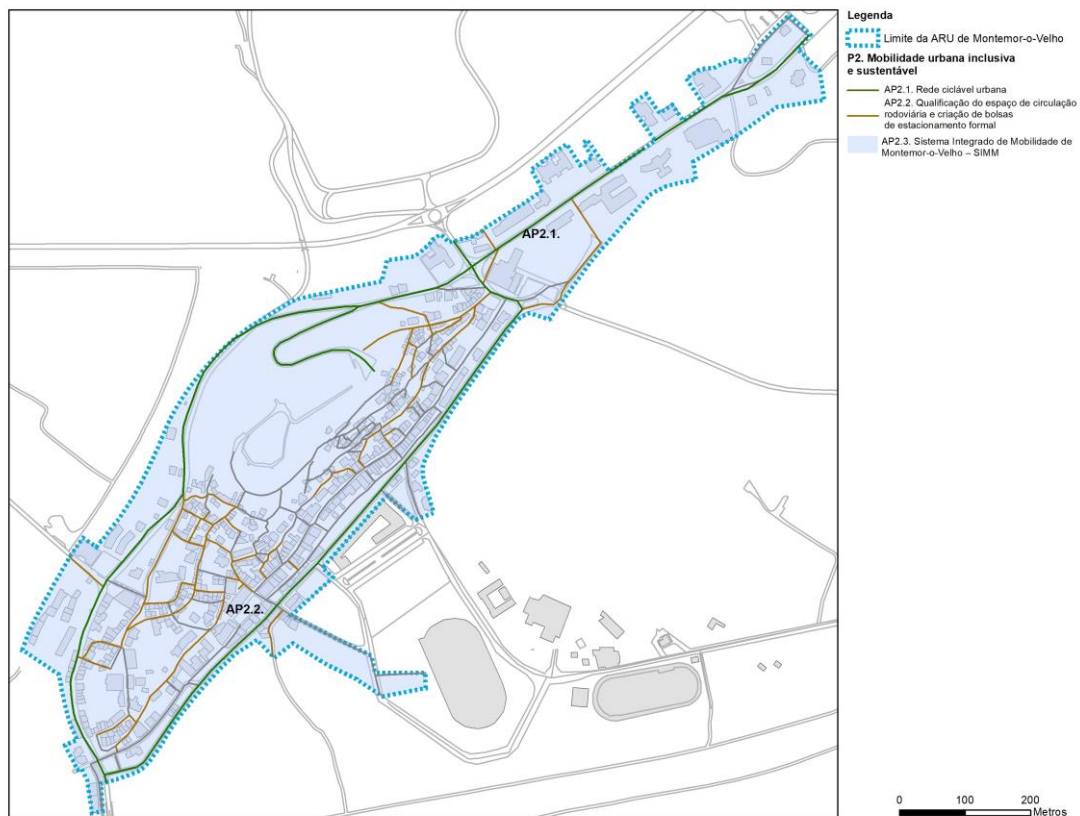 Legenda
Limite da ARU de Montemor-o-Velho
P2. Mobilidade urbana inclusiva
e sustentável
AP2.1. Rede ciclável urbana
AP2.2. Qualificação do espaço de circulação
rodoviária e criação de bolsas
de estacionamento formal
AP2.3. Sistema Integrado de Mobilidade de
Montemor-o-Velho – SIMM
AP2.1.
AP2.2.
0 100 200
Metros